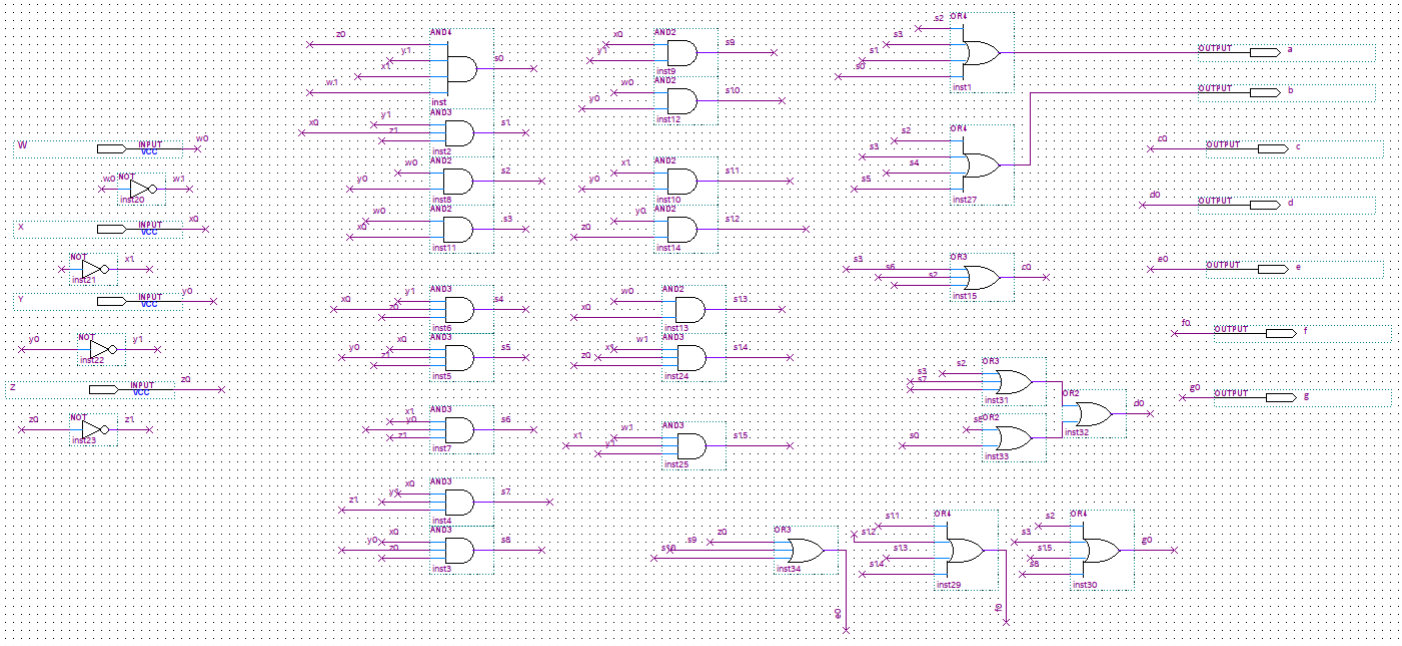 W
INPUT
VCC
w0
w0
NOT
w1
inst20
X
INPUT
VCC
x0
NOT
x1
inst21
Y
INPUT
VCC
y0
y0
NOT
y1
inst22
Z
INPUT
VCC
z0
z0
NOT
z1
inst23
AND4
z0
y1
x1
w1
s0
inst
AND3
y1
x0
z1
s1
inst2
AND2
w0
y0
s2
inst8
AND2
w0
x0
s3
inst11
AND3
y1
x0
z0
s4
inst6
AND3
x0
y0
z1
s5
inst5
AND3
x1
y0
z1
s6
inst7
AND3
x0
z1
s7
inst4
AND3
x0
y0
z0
s8
inst3
AND2
x0
y1
s9
inst9
AND2
w0
y0
s10
inst12
AND2
x1
y0
s11
inst10
AND2
y0
z0
s12
inst14
AND2
w0
x0
s13
inst13
AND3
w1
x1
z0
s14
inst24
AND3
w1
x1
y1
s15
inst25
OR4
s2
s3
s1
s0
inst1
OR4
s2
s3
s4
s5
inst27
OR3
s3
s6
s2
c0
inst15
OR3
s2
s3
s7
inst31
OR2
d0
inst32
OR2
s0
inst33
OR3
z0
s9
s10
inst34
e0
OR4
s11
s12
s13
s14
inst29
f0
OR4
s2
s3
s15
g0
inst30
OUTPUT
a
OUTPUT
b
c0
OUTPUT
c
d0
OUTPUT
d
e0
OUTPUT
e
f0
OUTPUT
f
g0
OUTPUT
g